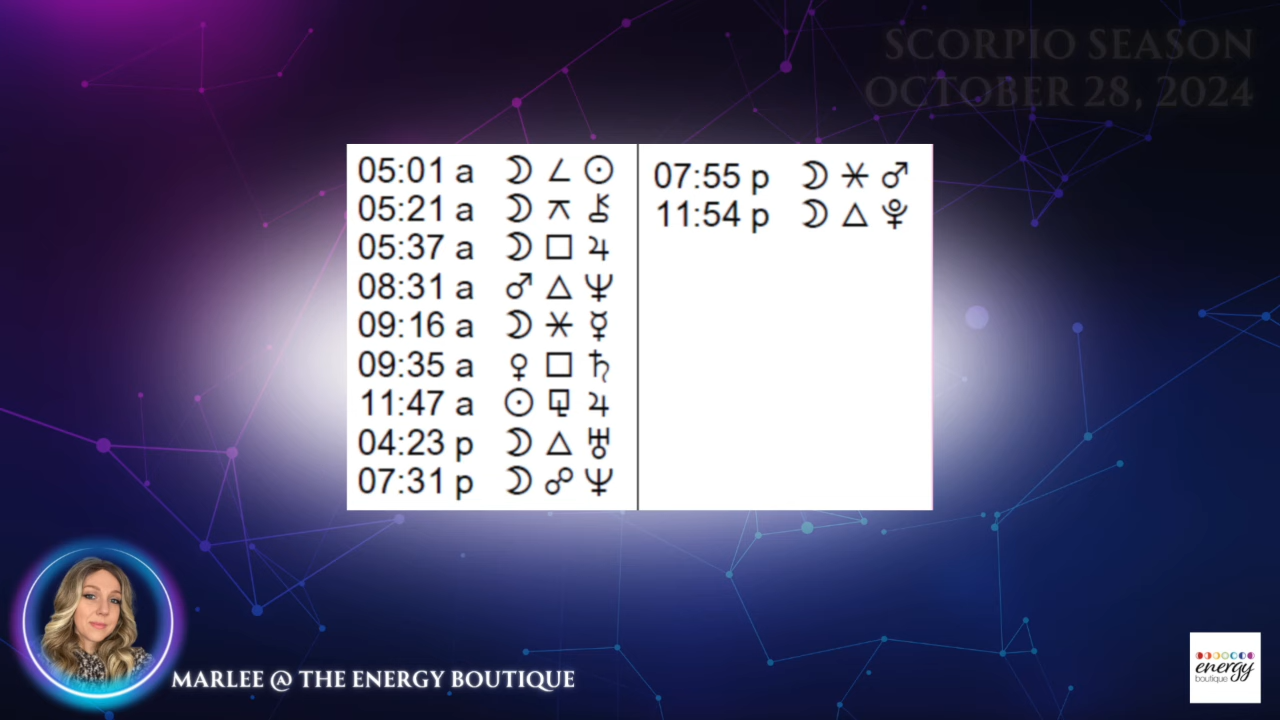 SCORPIO SEASON
OCTOBER 28, 2024
05:01 a ☽ ∠ ☉
05:21 a ☽ ⚻ ⚷
05:37 a ☽ □ ♃
08:31 a ♂ △ ♆
09:16 a ☽ ⚹ ☿
09:35 a ♀ □ ♄
11:47 a ☉ ⚼ ♃
04:23 p ☽ △ ♅
07:31 p ☽ ☍ ♆
07:55 p ☽ ⚹ ♂
11:54 p ☽ △ ♇
MARLEE @ THE ENERGY BOUTIQUE
energy
boutique